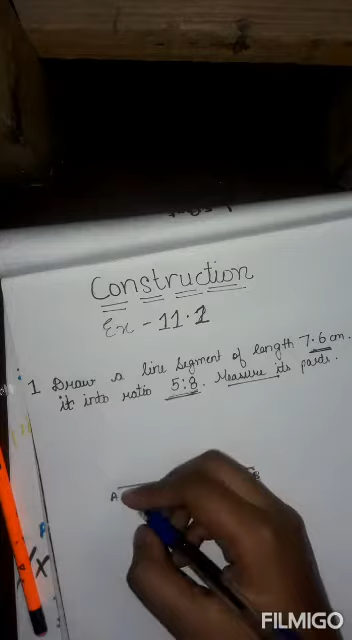 Construction
Ex - 11.1
1 Draw a line segment of length 7.6 cm.
it into ratio 5:8. Measure its parts.
A B
FILMIGO